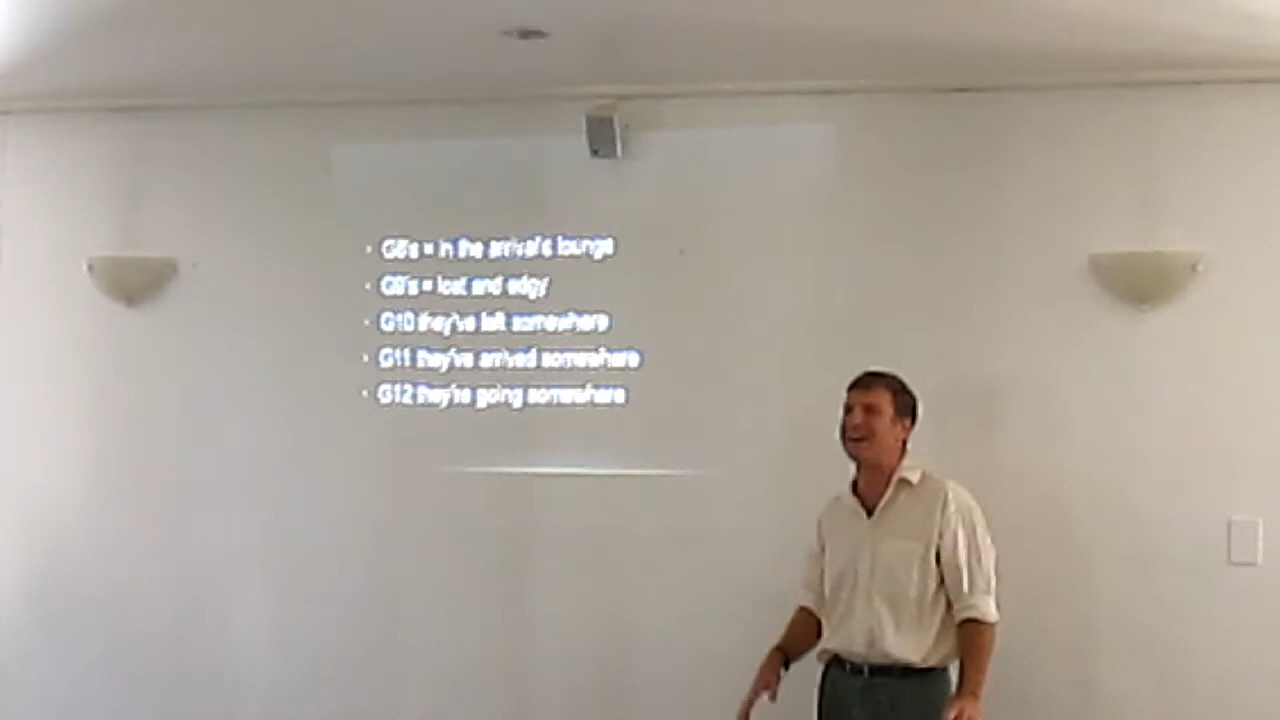 • G8's = in the arrivals lounge
• G9's = lost and edgy
• G10 they've left somewhere
• G11 they've arrived somewhere
• G12 they're going somewhere